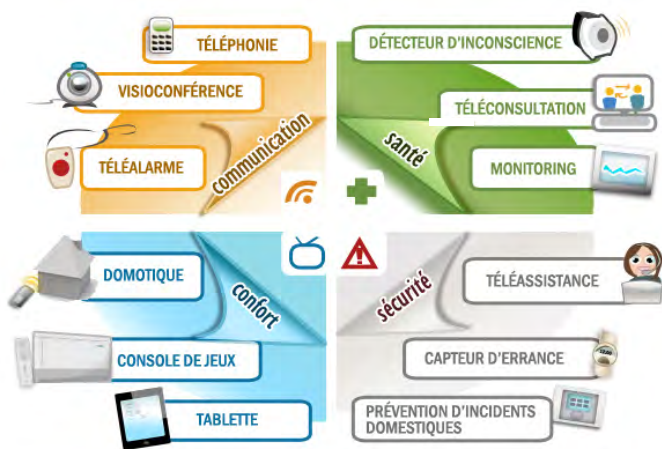 TÉLÉPHONIE
VISIOCONFÉRENCE
TÉLÉALARME
communication
DÉTECTEUR D'INCONSCIENCE
TÉLÉCONSULTATION
MONITORING
santé
DOMOTIQUE
CONSOLE DE JEUX
TABLETTE
confort
TÉLÉASSISTANCE
CAPTEUR D'ERRANCE
PRÉVENTION D'INCIDENTS
DOMESTIQUES
sécurité